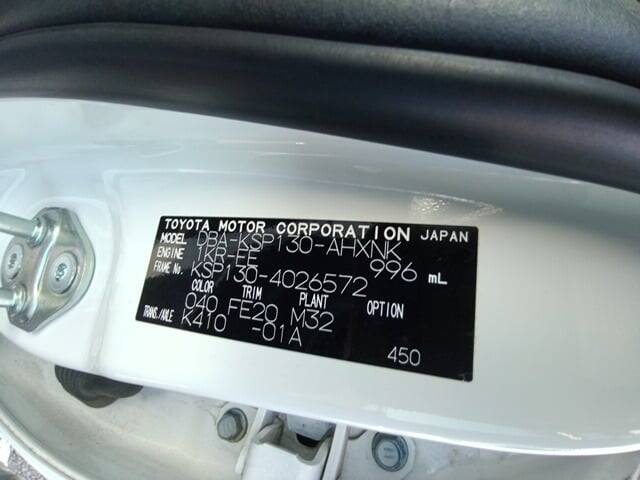 TOYOTA MOTOR CORPORATION JAPAN
MODEL DBA-KSP130-AHXNK
ENGINE 1KR-FE 996 mL
FRAME No. KSP130-4026572
COLOR TRIM PLANT OPTION
040 FE20 M32
TRANS./AXLE K410 -01A
450